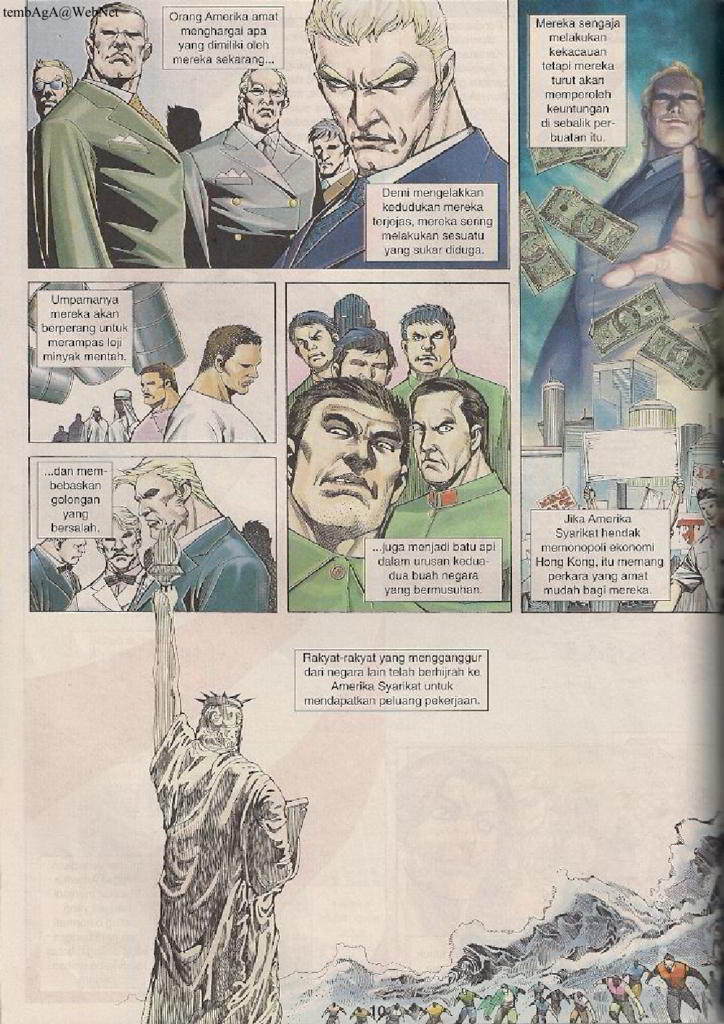 tembAgA@WebNet
Orang Amerika amat
menghargai apa
yang dimiliki oleh
mereka sekarang...
Demi mengelakkan
kedudukan mereka
terjejas, mereka sering
melakukan sesuatu
yang sukar diduga.
Mereka sengaja
melakukan
kekacauan
tetapi mereka
turut akan
memperoleh
keuntungan
di sebalik per-
buatan itu.
Umpamanya
mereka akan
berperang untuk
merampas loji
minyak mentah.
...dan mem-
bebaskan
golongan
yang
bersalah.
...juga menjadi batu api
dalam urusan kedua-
dua buah negara
yang bermusuhan.
Jika Amerika
Syarikat hendak
memonopoli ekonomi
Hong Kong, itu memang
perkara yang amat
mudah bagi mereka.
Rakyat-rakyat yang menganggur
dari negara lain telah berhijrah ke
Amerika Syarikat untuk
mendapatkan peluang pekerjaan.
10